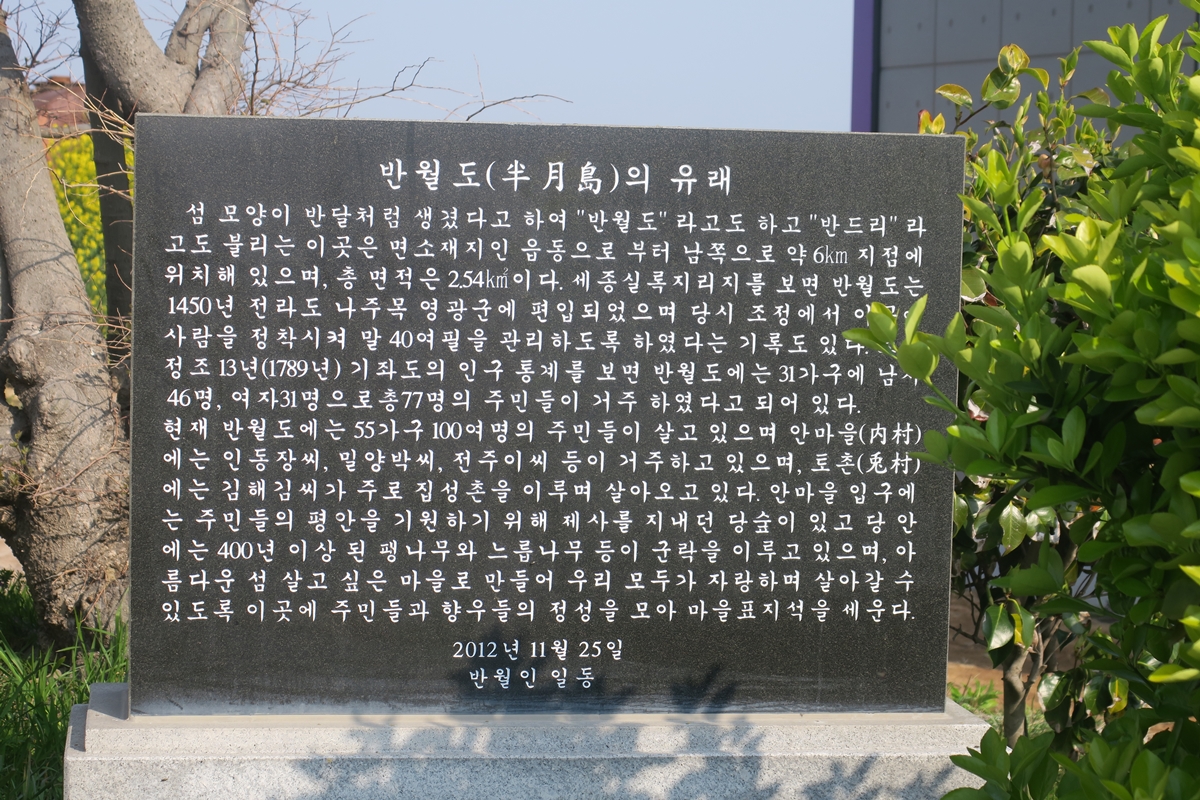 반월도(半月島)의 유래
섬 모양이 반달처럼 생겼다고 하여 "반월도" 라고도 하고 "반드리" 라
고도 불리는 이곳은 면소재지인 읍동으로 부터 남쪽으로 약 6㎞ 지점에
위치해 있으며, 총 면적은 2.54㎢이다. 세종실록지리지를 보면 반월도는
1450년 전라도 나주목 영광군에 편입되었으며 당시 조정에서
사람을 정착시켜 말 40여필을 관리하도록 하였다는 기록도 있다.
정조 13년(1789년) 기좌도의 인구 통계를 보면 반월도에는 31가구에
46명, 여자31명으로총77명의 주민들이 거주 하였다고 되어 있다.
현재 반월도에는 55가구 100여명의 주민들이 살고 있으며 안마을(内村)
에는 인동장씨, 밀양박씨, 전주이씨 등이 거주하고 있으며, 토촌(兎村)
에는 김해김씨가 주로 집성촌을 이루며 살아오고 있다. 안마을 입구에
는 주민들의 평안을 기원하기 위해 제사를 지내던 당숲이 있고 당 안
에는 400년 이상 된 팽나무와 느릅나무 등이 군락을 이루고 있으며, 아
름다운 섬 살고 싶은 마을로 만들어 우리 모두가 자랑하며 살아갈 수
있도록 이곳에 주민들과 향우들의 정성을 모아 마을표지석을 세운다.
2012년 11월 25일
반월인 일동